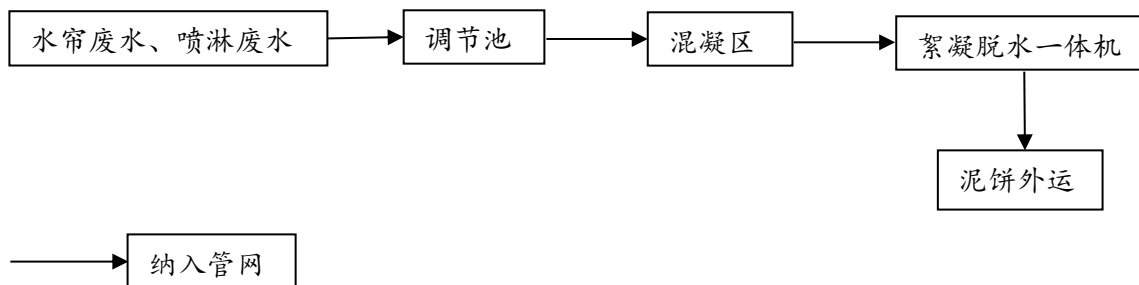 水帘废水、喷淋废水
调节池
混凝区
絮凝脱水一体机
泥饼外运
纳入管网